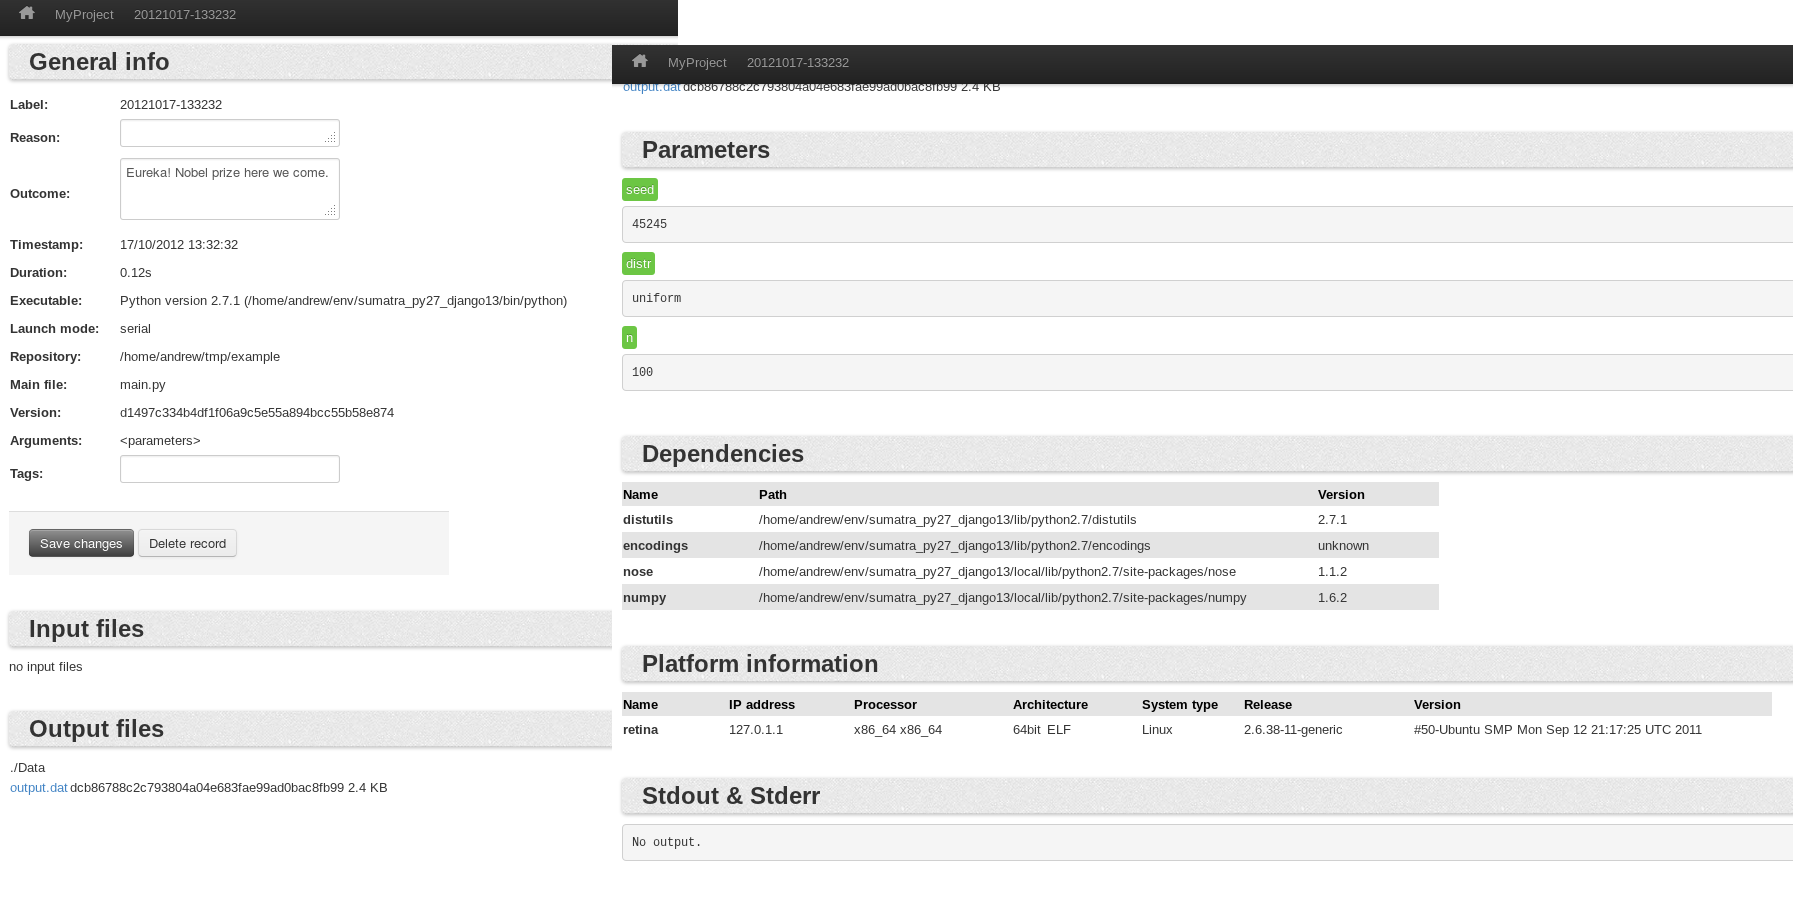 MyProject 20121017-133232
General info
Label: 20121017-133232
Reason:
Outcome: Eureka! Nobel prize here we come.
Timestamp: 17/10/2012 13:32:32
Duration: 0.12s
Executable: Python version 2.7.1 (/home/andrew/env/sumatra_py27_django13/bin/python)
Launch mode: serial
Repository: /home/andrew/tmp/example
Main file: main.py
Version: d1497c334b4df1f06a9c5e55a894bcc55b58e874
Arguments: <parameters>
Tags:
Save changes Delete record
Input files
no input files
Output files
./Data
output.dat dcb86788c2c793804a04e683fae99ad0bac8fb99 2.4 KB
MyProject 20121017-133232
output.dat dcb86788c2c793804a04e683fae99ad0bac8fb99 2.4 KB
Parameters
seed
45245
distr
uniform
n
100
Dependencies
Name Path Version
distutils /home/andrew/env/sumatra_py27_django13/lib/python2.7/distutils 2.7.1
encodings /home/andrew/env/sumatra_py27_django13/lib/python2.7/encodings unknown
nose /home/andrew/env/sumatra_py27_django13/local/lib/python2.7/site-packages/nose 1.1.2
numpy /home/andrew/env/sumatra_py27_django13/local/lib/python2.7/site-packages/numpy 1.6.2
Platform information
Name IP address Processor Architecture System type Release Version
retina 127.0.1.1 x86_64 x86_64 64bit ELF Linux 2.6.38-11-generic #50-Ubuntu SMP Mon Sep 12 21:17:25 UTC 2011
Stdout & Stderr
No output.